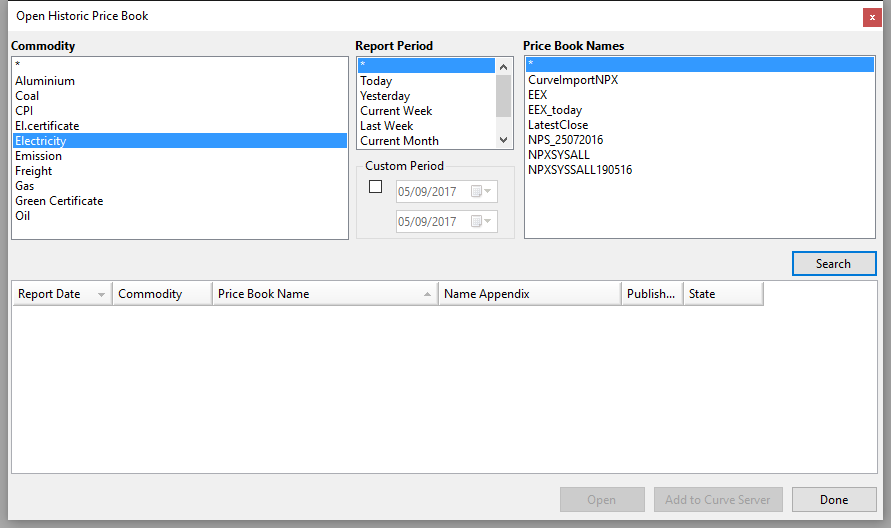 Open Historic Price Book
x
Commodity
*
Aluminium
Coal
CPI
El.certificate
Electricity
Emission
Freight
Gas
Green Certificate
Oil
Report Period
*
Today
Yesterday
Current Week
Last Week
Current Month
Custom Period
05/09/2017
05/09/2017
Price Book Names
*
CurveImportNPX
EEX
EEX_today
LatestClose
NPS_25072016
NPXSYSALL
NPXSYSSALL190516
Search
Report Date Commodity Price Book Name Name Appendix Publish... State
Open Add to Curve Server Done